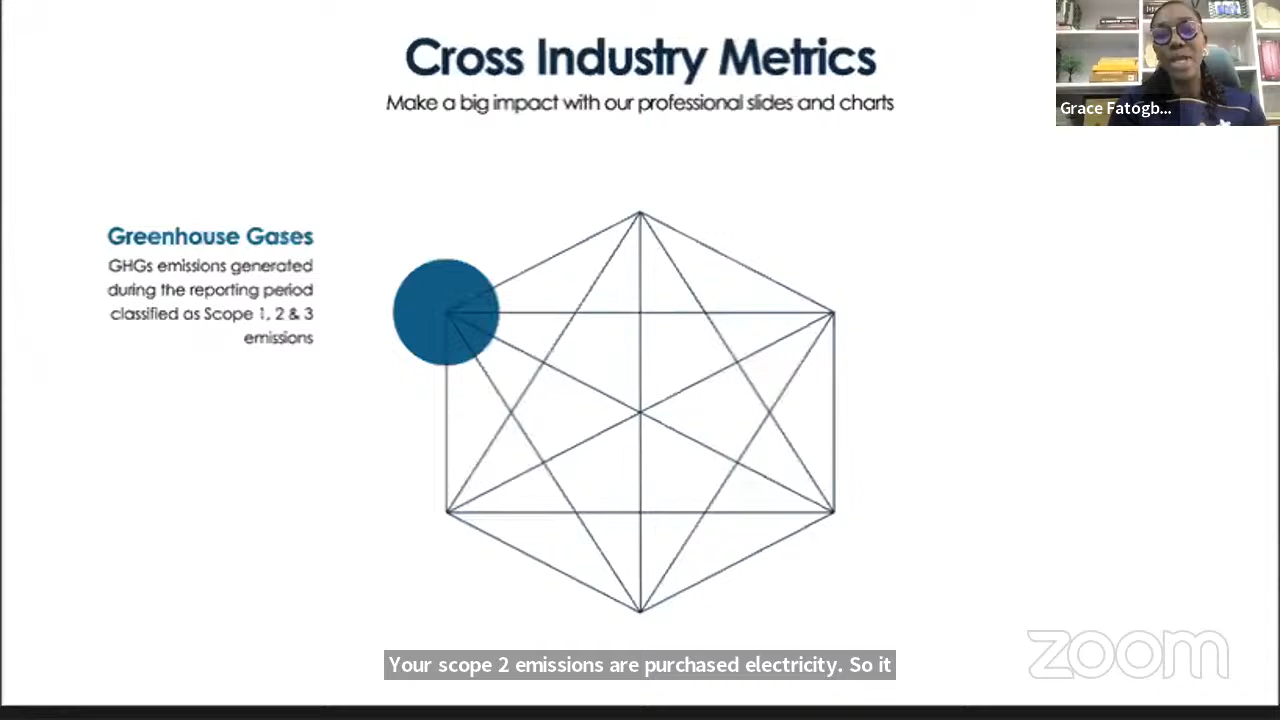 Cross Industry Metrics
Make a big impact with our professional slides and charts
Grace Fatogb...
Greenhouse Gases
GHGs emissions generated
during the reporting period
classified as Scope 1, 2 & 3
emissions
Your scope 2 emissions are purchased electricity. So it
zoom